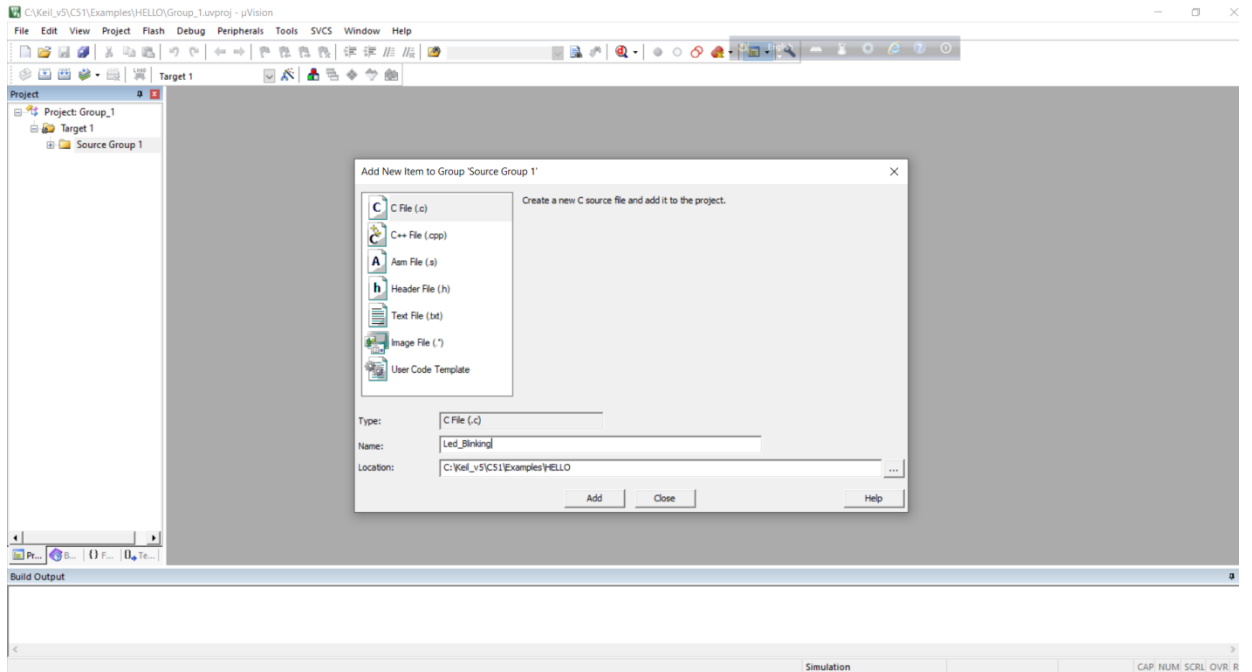 C:\Keil_v5\C51\Examples\HELLO\Group_1.uvproj - µVision
File Edit View Project Flash Debug Peripherals Tools SVCS Window Help
Target 1
Project
Project: Group_1
Target 1
Source Group 1
Add New Item to Group 'Source Group 1'
C File (.c)
Create a new C source file and add it to the project.
C++ File (.cpp)
Asm File (.s)
Header File (.h)
Text File (.txt)
Image File (.*)
User Code Template
Type: C File (.c)
Name: Led_Blinking
Location: C:\Keil_v5\C51\Examples\HELLO
...
Add Close Help
Pr... B... {} F... Te...
Build Output
Simulation CAP NUM SCRL OVR R